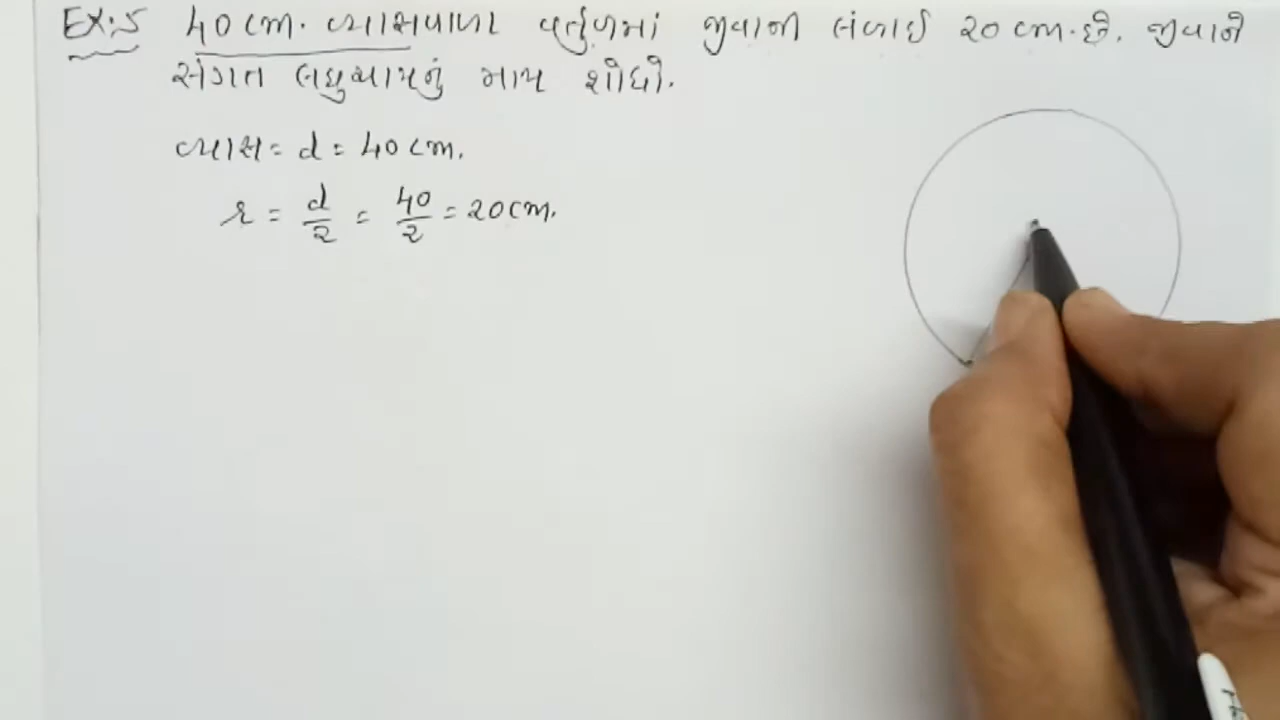 Ex:5 40 cm. વ્યાસવાળા વર્તુળમાં જીવાની લંબાઈ 20 cm. છે. જીવાને
સંગત લઘુચાપનું માપ શોધો.
વ્યાસ = d = 40 cm.
r = d/2 = 40/2 = 20 cm.